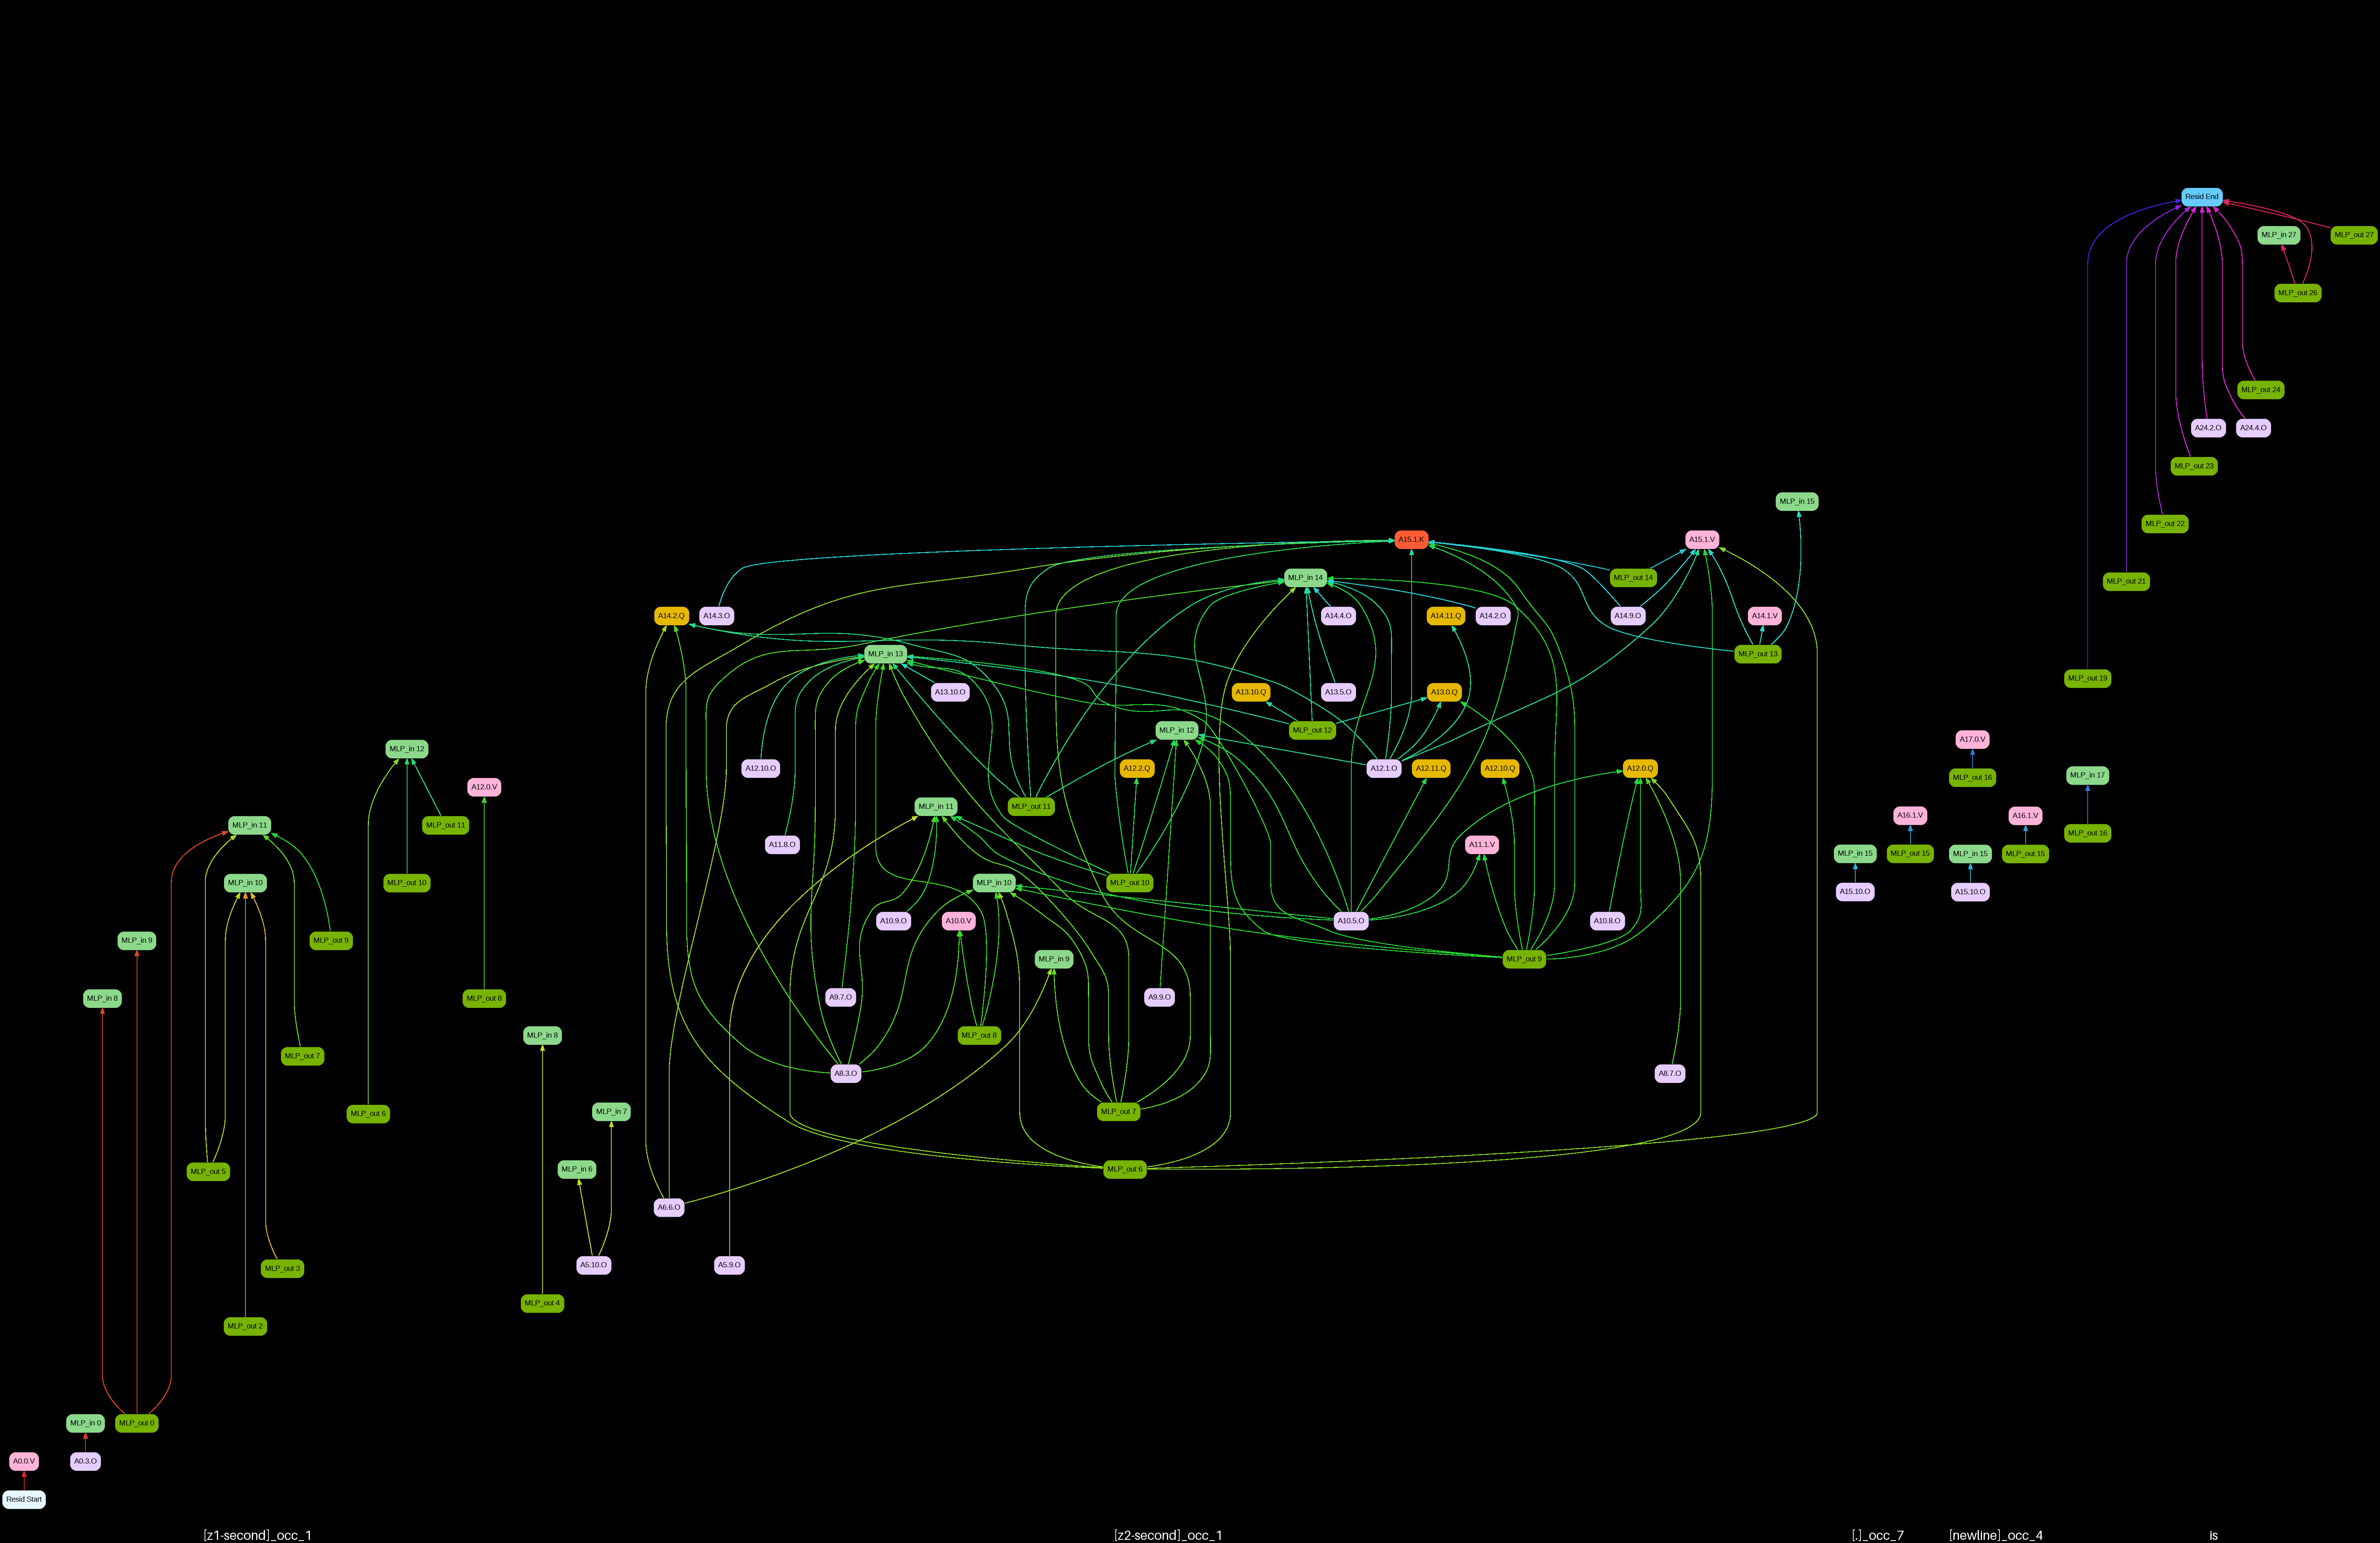 Resid End
MLP_in 27
MLP_out 27
MLP_out 26
MLP_out 24
A24.2.O
A24.4.O
MLP_out 23
MLP_in 15
MLP_out 22
A15.1.K
A15.1.V
MLP_in 14
MLP_out 14
MLP_out 21
A14.2.Q
A14.3.O
A14.4.O
A14.11.Q
A14.2.O
A14.9.O
A14.1.V
MLP_in 13
MLP_out 13
MLP_out 19
A13.10.O
A13.10.Q
A13.5.O
A13.0.Q
MLP_in 12
MLP_out 12
A17.0.V
MLP_in 12
A12.10.O
A12.2.Q
A12.1.O
A12.11.Q
A12.10.Q
A12.0.Q
MLP_out 16
MLP_in 17
A12.0.V
MLP_in 11
MLP_out 11
A16.1.V
A16.1.V
MLP_in 11
MLP_out 11
MLP_out 16
A11.8.O
A11.1.V
MLP_in 15
MLP_out 15
MLP_in 15
MLP_out 15
MLP_in 10
MLP_out 10
MLP_in 10
MLP_out 10
A15.10.O
A15.10.O
A10.9.O
A10.0.V
A10.5.O
A10.8.O
MLP_in 9
MLP_out 9
MLP_in 9
MLP_out 9
MLP_in 8
MLP_out 8
A9.7.O
A9.9.O
MLP_in 8
MLP_out 8
MLP_out 7
A8.3.O
A8.7.O
MLP_out 6
MLP_in 7
MLP_out 7
MLP_out 5
MLP_in 6
MLP_out 6
A6.6.O
MLP_out 3
A5.10.O
A5.9.O
MLP_out 4
MLP_out 2
MLP_in 0
MLP_out 0
A0.0.V
A0.3.O
Resid Start
[z1-second]_occ_1
[z2-second]_occ_1
[.]_occ_7
[newline]_occ_4
is